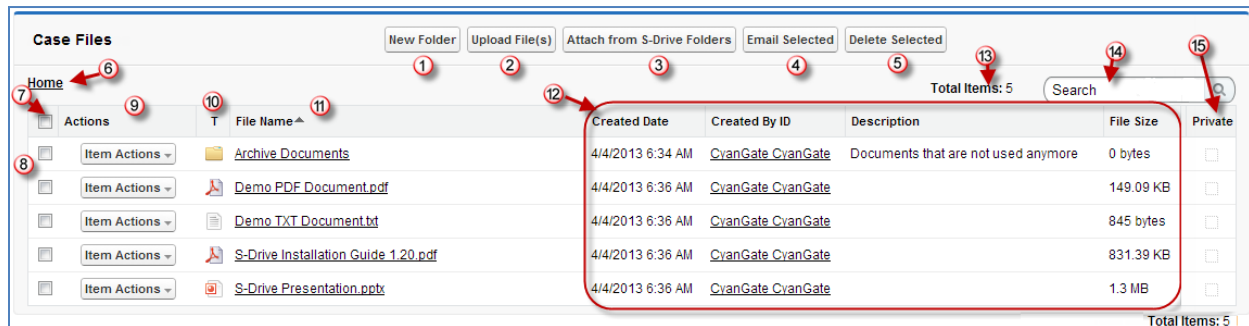 Case Files New Folder Upload File(s) Attach from S-Drive Folders Email Selected Delete Selected
1 2 3 4 5
Home 6 Total Items: 5 13 Search 14 15
7 9 10 11 12
Actions T File Name Created Date Created By ID Description File Size Private
8 Item Actions Archive Documents 4/4/2013 6:34 AM CyanGate CyanGate Documents that are not used anymore 0 bytes
Item Actions Demo PDF Document.pdf 4/4/2013 6:36 AM CyanGate CyanGate 149.09 KB
Item Actions Demo TXT Document.txt 4/4/2013 6:36 AM CyanGate CyanGate 845 bytes
Item Actions S-Drive Installation Guide 1.20.pdf 4/4/2013 6:36 AM CyanGate CyanGate 831.39 KB
Item Actions S-Drive Presentation.pptx 4/4/2013 6:36 AM CyanGate CyanGate 1.3 MB
Total Items: 5